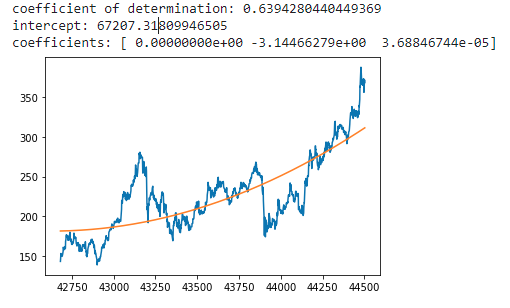 coefficient of determination: 0.6394280440449369
intercept: 67207.31809946505
coefficients: [ 0.00000000e+00 -3.14466279e+00  3.68846744e-05]
350
300
250
200
150
42750 43000 43250 43500 43750 44000 44250 44500